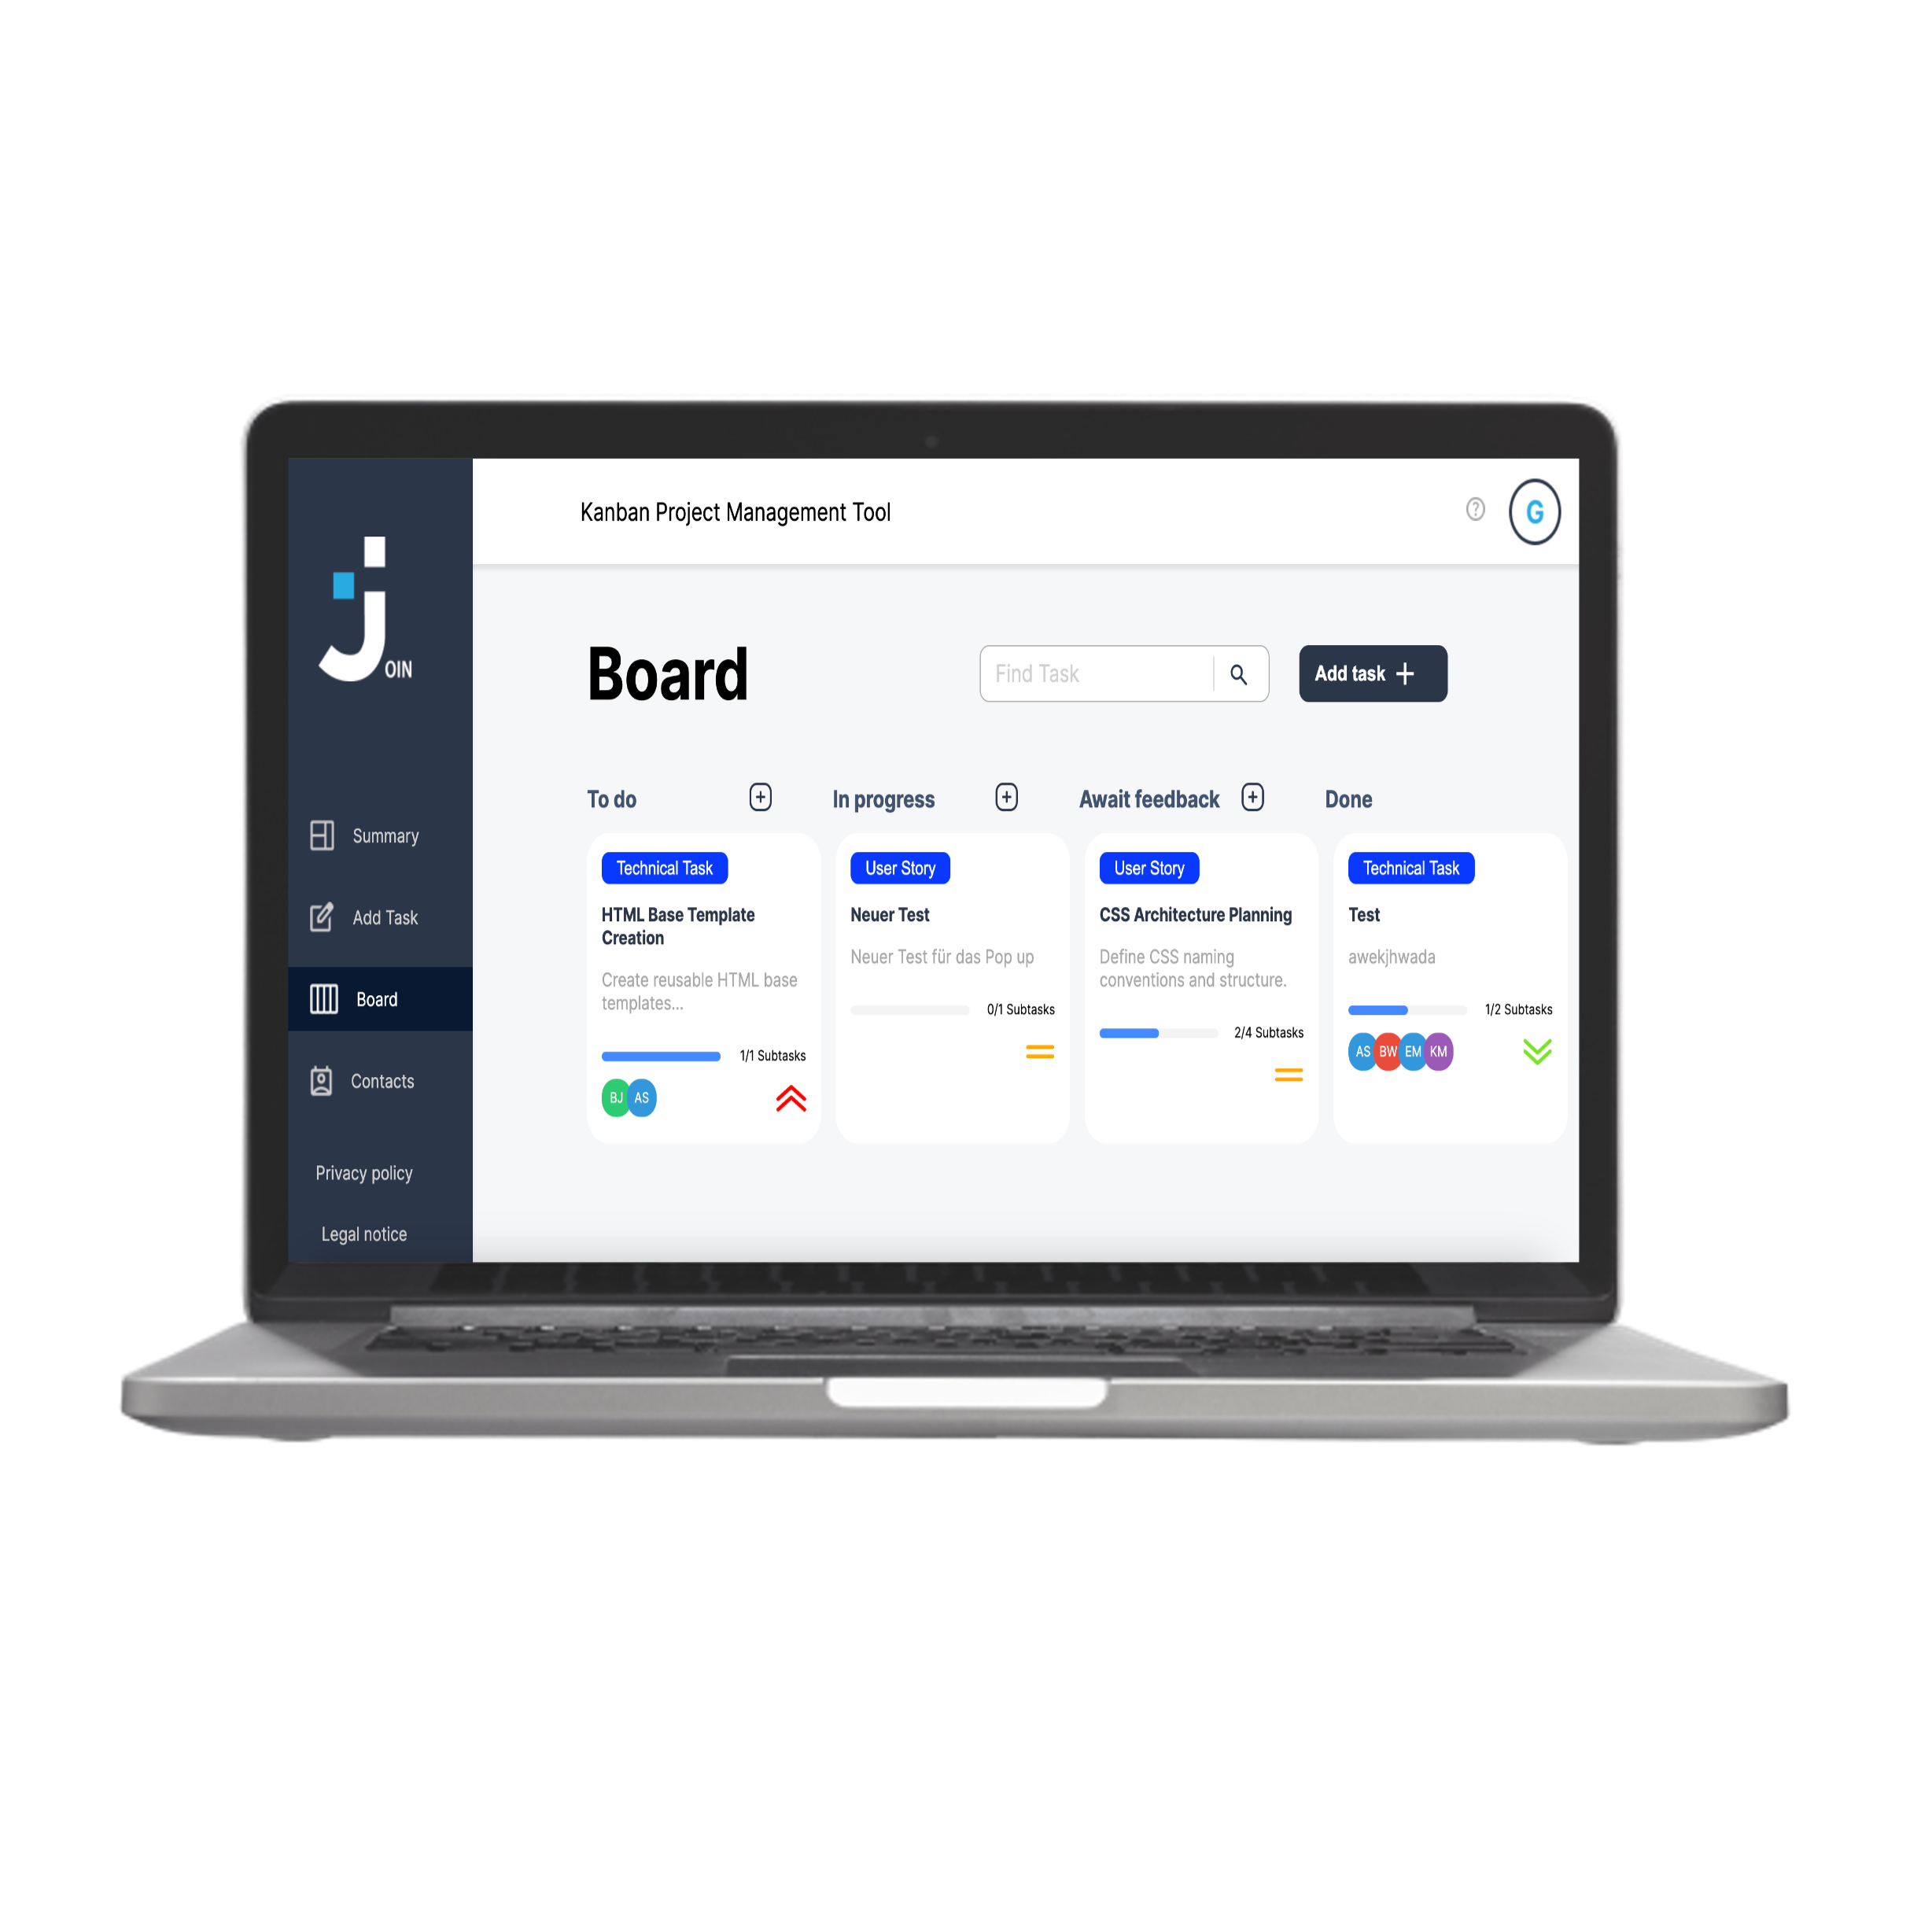 Kanban Project Management Tool
?
G
JOIN
Summary
Add Task
Board
Contacts
Privacy policy
Legal notice
Board
Find Task
Add task
To do
In progress
Await feedback
Done
Technical Task
HTML Base Template
Creation
Create reusable HTML base
templates...
1/1 Subtasks
BJ AS
User Story
Neuer Test
Neuer Test für das Pop up
0/1 Subtasks
User Story
CSS Architecture Planning
Define CSS naming
conventions and structure.
2/4 Subtasks
Technical Task
Test
awekjhwada
1/2 Subtasks
AS BW EM KM